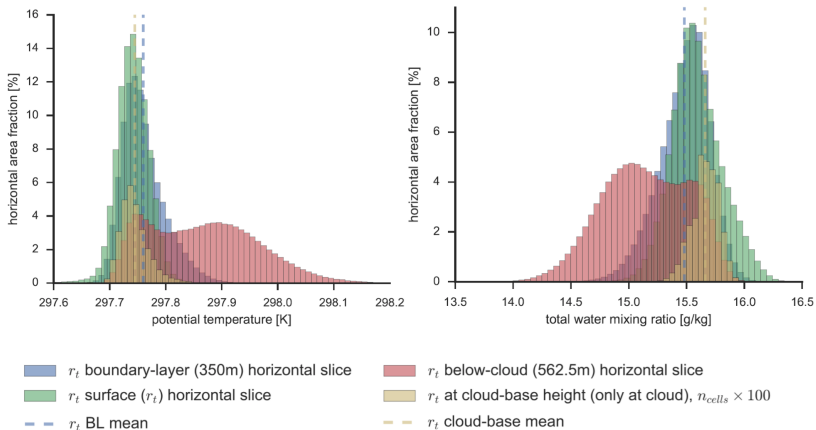 16
14
12
10
8
6
4
2
0
horizontal area fraction [%]
297.6 297.7 297.8 297.9 298.0 298.1 298.2
potential temperature [K]
10
8
6
4
2
0
horizontal area fraction [%]
13.5 14.0 14.5 15.0 15.5 16.0 16.5
total water mixing ratio [g/kg]
r_t boundary-layer (350m) horizontal slice
r_t surface (r_t) horizontal slice
r_t BL mean
r_t below-cloud (562.5m) horizontal slice
r_t at cloud-base height (only at cloud), n_cells × 100
r_t cloud-base mean